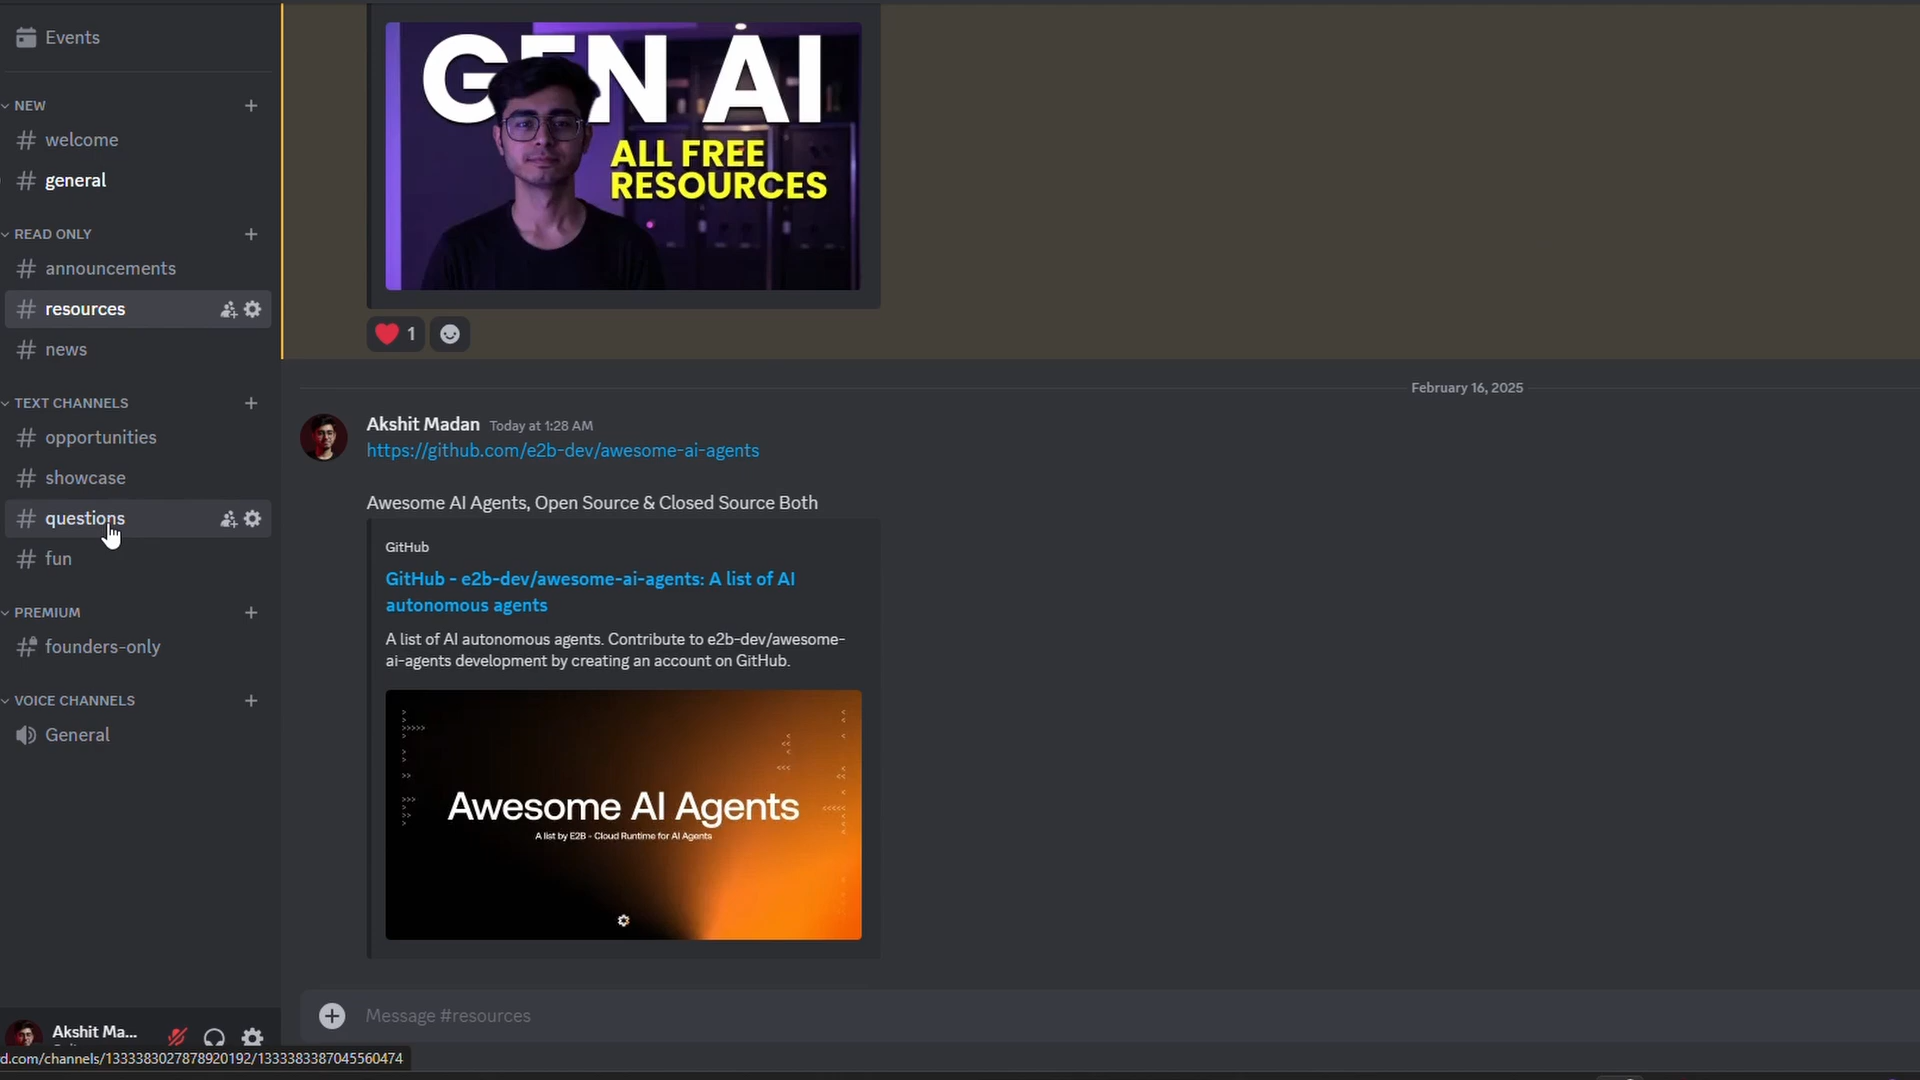 Events
NEW
# welcome
# general
READ ONLY
# announcements
# resources
# news
TEXT CHANNELS
# opportunities
# showcase
# questions
# fun
PREMIUM
# founders-only
VOICE CHANNELS
General
Akshit Ma...
d.com/channels/1333383027878920192/1333383387045560474
GEN AI
ALL FREE
RESOURCES
1
February 16, 2025
Akshit Madan Today at 1:28 AM
https://github.com/e2b-dev/awesome-ai-agents
Awesome AI Agents, Open Source & Closed Source Both
GitHub
GitHub - e2b-dev/awesome-ai-agents: A list of AI
autonomous agents
A list of AI autonomous agents. Contribute to e2b-dev/awesome-
ai-agents development by creating an account on GitHub.
Awesome AI Agents
A list by E2B - Cloud Runtime for AI Agents
Message #resources